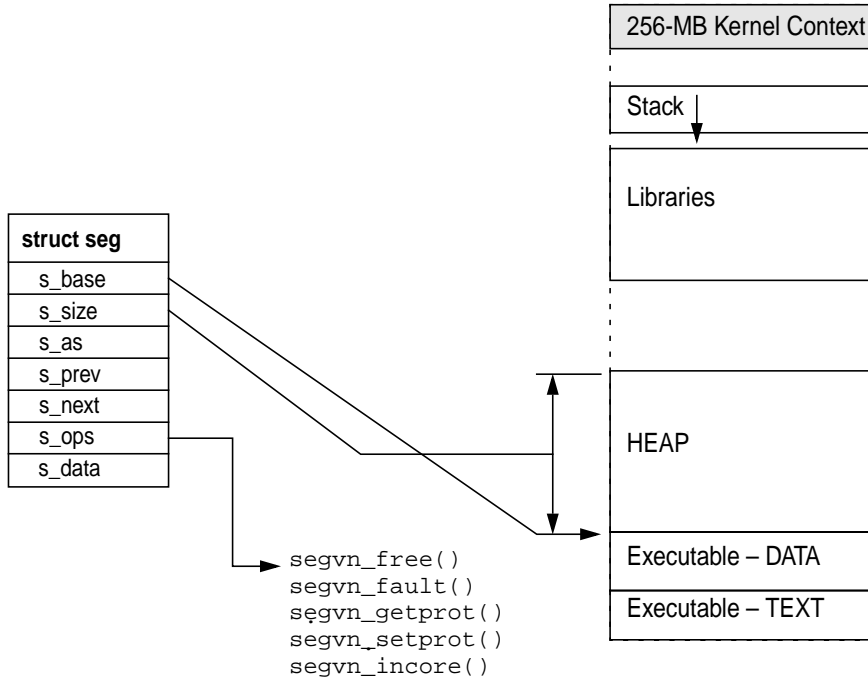 256-MB Kernel Context
Stack
Libraries
struct seg
s_base
s_size
s_as
s_prev
s_next
s_ops
s_data
HEAP
segvn_free()
segvn_fault()
segvn_getprot()
segvn_setprot()
segvn_incore()
Executable – DATA
Executable – TEXT